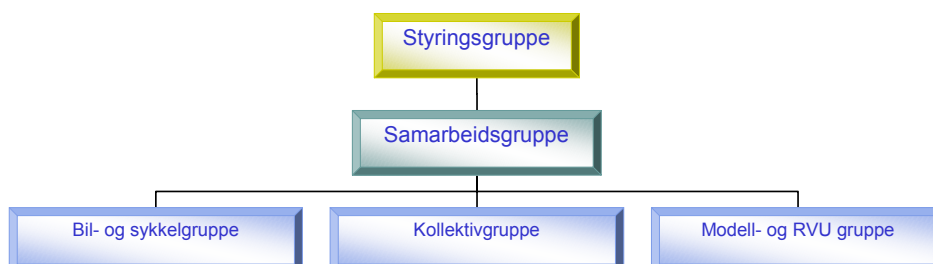 Styringsgruppe
Samarbeidsgruppe
Bil- og sykkelgruppe
Kollektivgruppe
Modell- og RVU gruppe